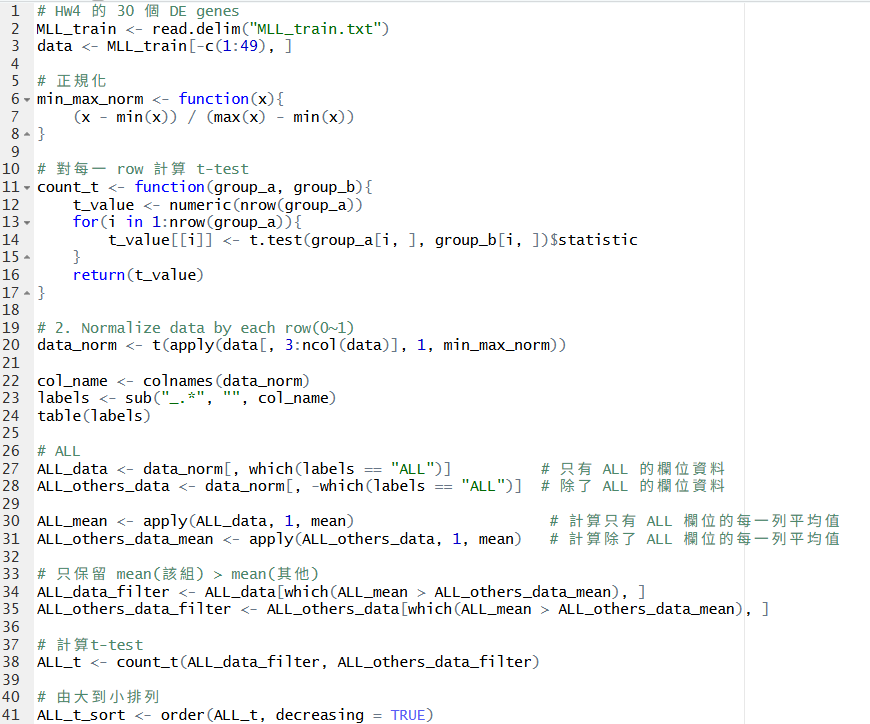 1 # HW4 的 30 個 DE genes
2 MLL_train <- read.delim("MLL_train.txt")
3 data <- MLL_train[-c(1:49), ]
4
5 # 正規化
6 min_max_norm <- function(x){
7     (x - min(x)) / (max(x) - min(x))
8 }
9
10 # 對每一 row 計算 t-test
11 count_t <- function(group_a, group_b){
12     t_value <- numeric(nrow(group_a))
13     for(i in 1:nrow(group_a)){
14         t_value[[i]] <- t.test(group_a[i, ], group_b[i, ])$statistic
15     }
16     return(t_value)
17 }
18
19 # 2. Normalize data by each row(0~1)
20 data_norm <- t(apply(data[, 3:ncol(data)], 1, min_max_norm))
21
22 col_name <- colnames(data_norm)
23 labels <- sub("_.*", "", col_name)
24 table(labels)
25
26 # ALL
27 ALL_data <- data_norm[, which(labels == "ALL")]          # 只有 ALL 的欄位資料
28 ALL_others_data <- data_norm[, -which(labels == "ALL")]  # 除了 ALL 的欄位資料
29
30 ALL_mean <- apply(ALL_data, 1, mean)                      # 計算只有 ALL 欄位的每一列平均值
31 ALL_others_data_mean <- apply(ALL_others_data, 1, mean)   # 計算除了 ALL 欄位的每一列平均值
32
33 # 只保留 mean(該組) > mean(其他)
34 ALL_data_filter <- ALL_data[which(ALL_mean > ALL_others_data_mean), ]
35 ALL_others_data_filter <- ALL_others_data[which(ALL_mean > ALL_others_data_mean), ]
36
37 # 計算t-test
38 ALL_t <- count_t(ALL_data_filter, ALL_others_data_filter)
39
40 # 由大到小排列
41 ALL_t_sort <- order(ALL_t, decreasing = TRUE)